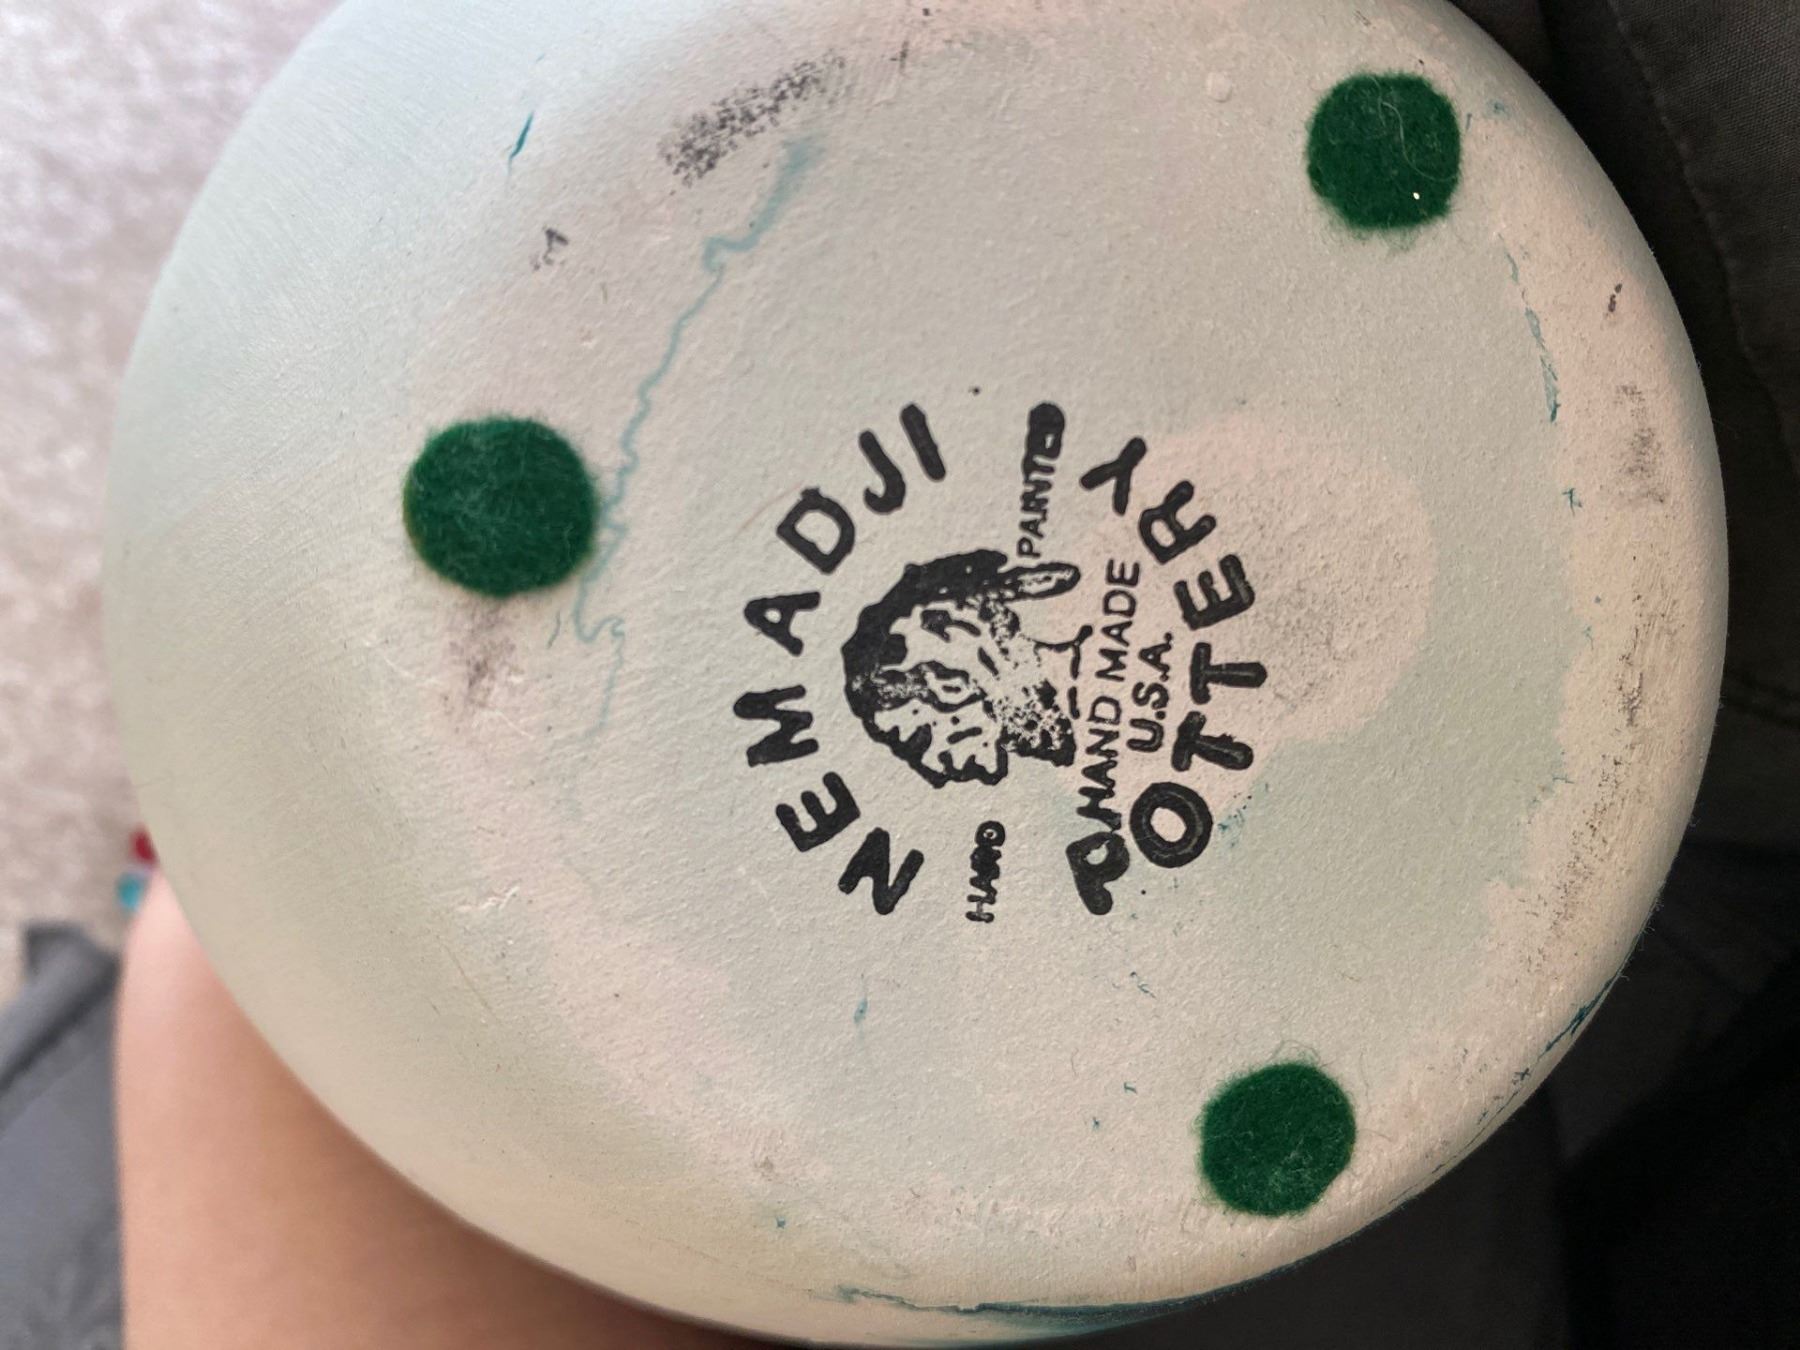 NEMADJI
HAND PAINTED
HAND MADE
U.S.A.
POTTERY